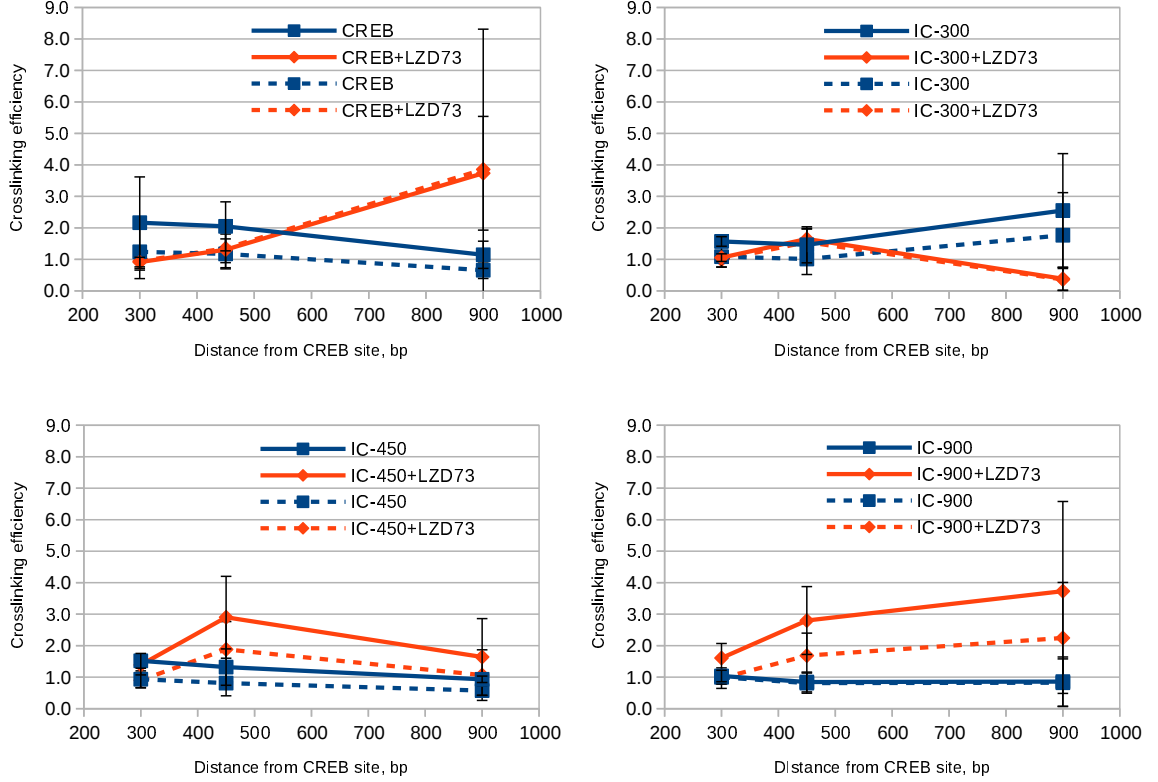 9.0
8.0
7.0
6.0
5.0
4.0
3.0
2.0
1.0
0.0
Crosslinking efficiency
CREB
CREB+LZD73
CREB
CREB+LZD73
200 300 400 500 600 700 800 900 1000
Distance from CREB site, bp
9.0
8.0
7.0
6.0
5.0
4.0
3.0
2.0
1.0
0.0
Crosslinking efficiency
IC-300
IC-300+LZD73
IC-300
IC-300+LZD73
200 300 400 500 600 700 800 900 1000
Distance from CREB site, bp
9.0
8.0
7.0
6.0
5.0
4.0
3.0
2.0
1.0
0.0
Crosslinking efficiency
IC-450
IC-450+LZD73
IC-450
IC-450+LZD73
200 300 400 500 600 700 800 900 1000
Distance from CREB site, bp
9.0
8.0
7.0
6.0
5.0
4.0
3.0
2.0
1.0
0.0
Crosslinking efficiency
IC-900
IC-900+LZD73
IC-900
IC-900+LZD73
200 300 400 500 600 700 800 900 1000
Distance from CREB site, bp